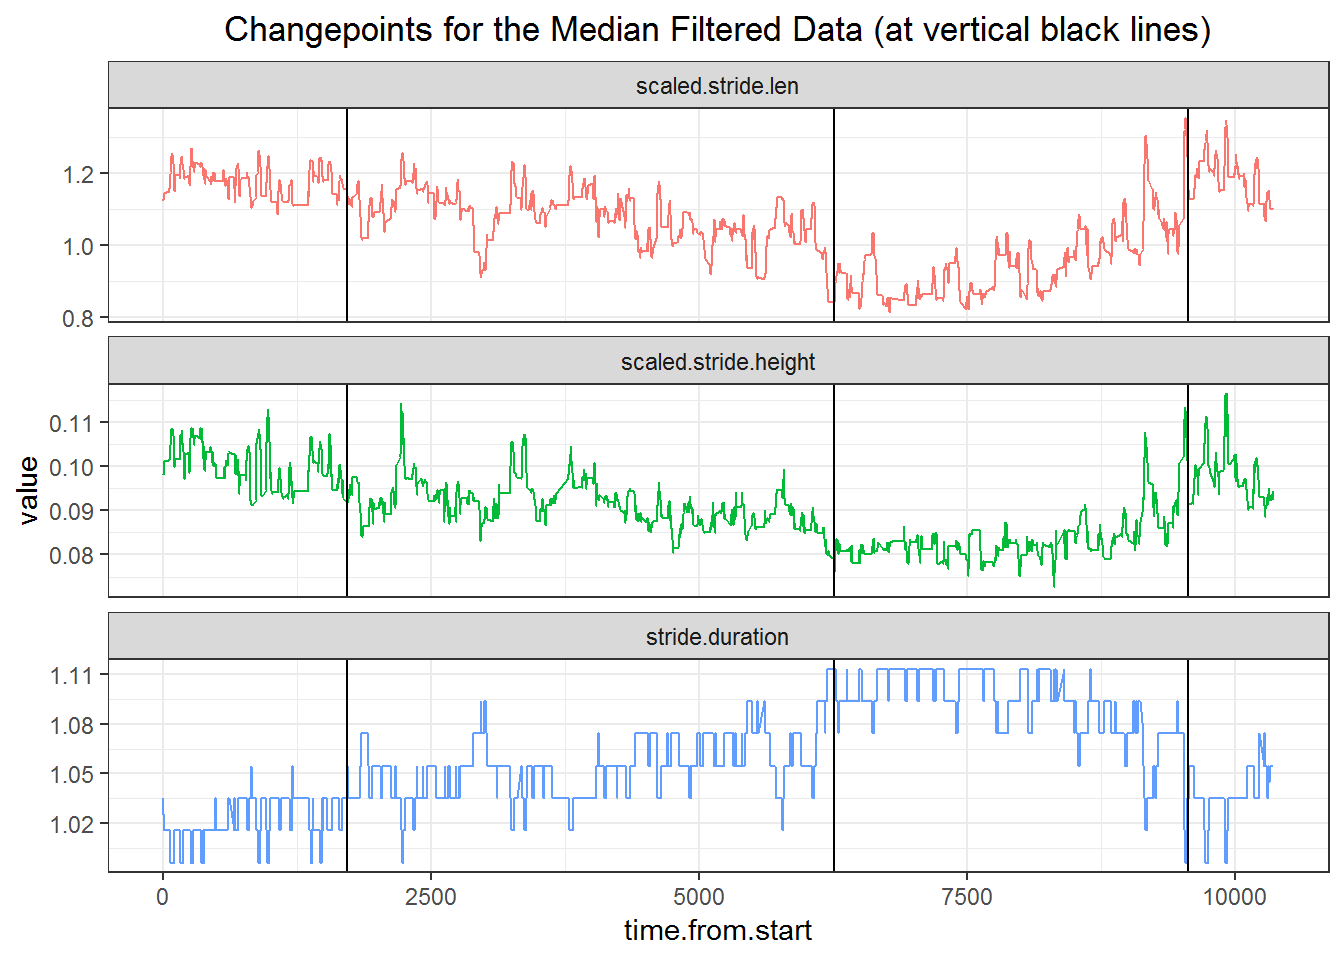 Changepoints for the Median Filtered Data (at vertical black lines)
scaled.stride.len
1.2
1.0
0.8
scaled.stride.height
0.11
0.10
0.09
0.08
value
stride.duration
1.11
1.08
1.05
1.02
0 2500 5000 7500 10000
time.from.start